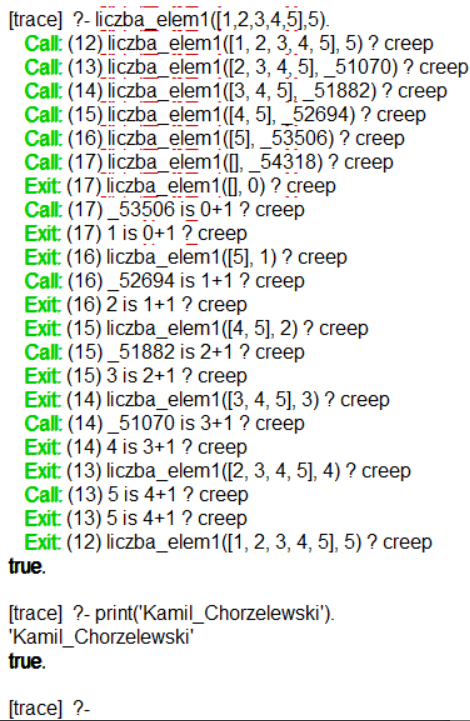 [trace]  ?- liczba_elem1([1,2,3,4,5],5).
Call: (12) liczba_elem1([1, 2, 3, 4, 5], 5) ? creep
Call: (13) liczba_elem1([2, 3, 4, 5], _51070) ? creep
Call: (14) liczba_elem1([3, 4, 5], _51882) ? creep
Call: (15) liczba_elem1([4, 5], _52694) ? creep
Call: (16) liczba_elem1([5], _53506) ? creep
Call: (17) liczba_elem1([], _54318) ? creep
Exit: (17) liczba_elem1([], 0) ? creep
Call: (17) _53506 is 0+1 ? creep
Exit: (17) 1 is 0+1 ? creep
Exit: (16) liczba_elem1([5], 1) ? creep
Call: (16) _52694 is 1+1 ? creep
Exit: (16) 2 is 1+1 ? creep
Exit: (15) liczba_elem1([4, 5], 2) ? creep
Call: (15) _51882 is 2+1 ? creep
Exit: (15) 3 is 2+1 ? creep
Exit: (14) liczba_elem1([3, 4, 5], 3) ? creep
Call: (14) _51070 is 3+1 ? creep
Exit: (14) 4 is 3+1 ? creep
Exit: (13) liczba_elem1([2, 3, 4, 5], 4) ? creep
Call: (13) 5 is 4+1 ? creep
Exit: (13) 5 is 4+1 ? creep
Exit: (12) liczba_elem1([1, 2, 3, 4, 5], 5) ? creep
true.
[trace]  ?- print('Kamil_Chorzelewski').
'Kamil_Chorzelewski'
true.
[trace]  ?-